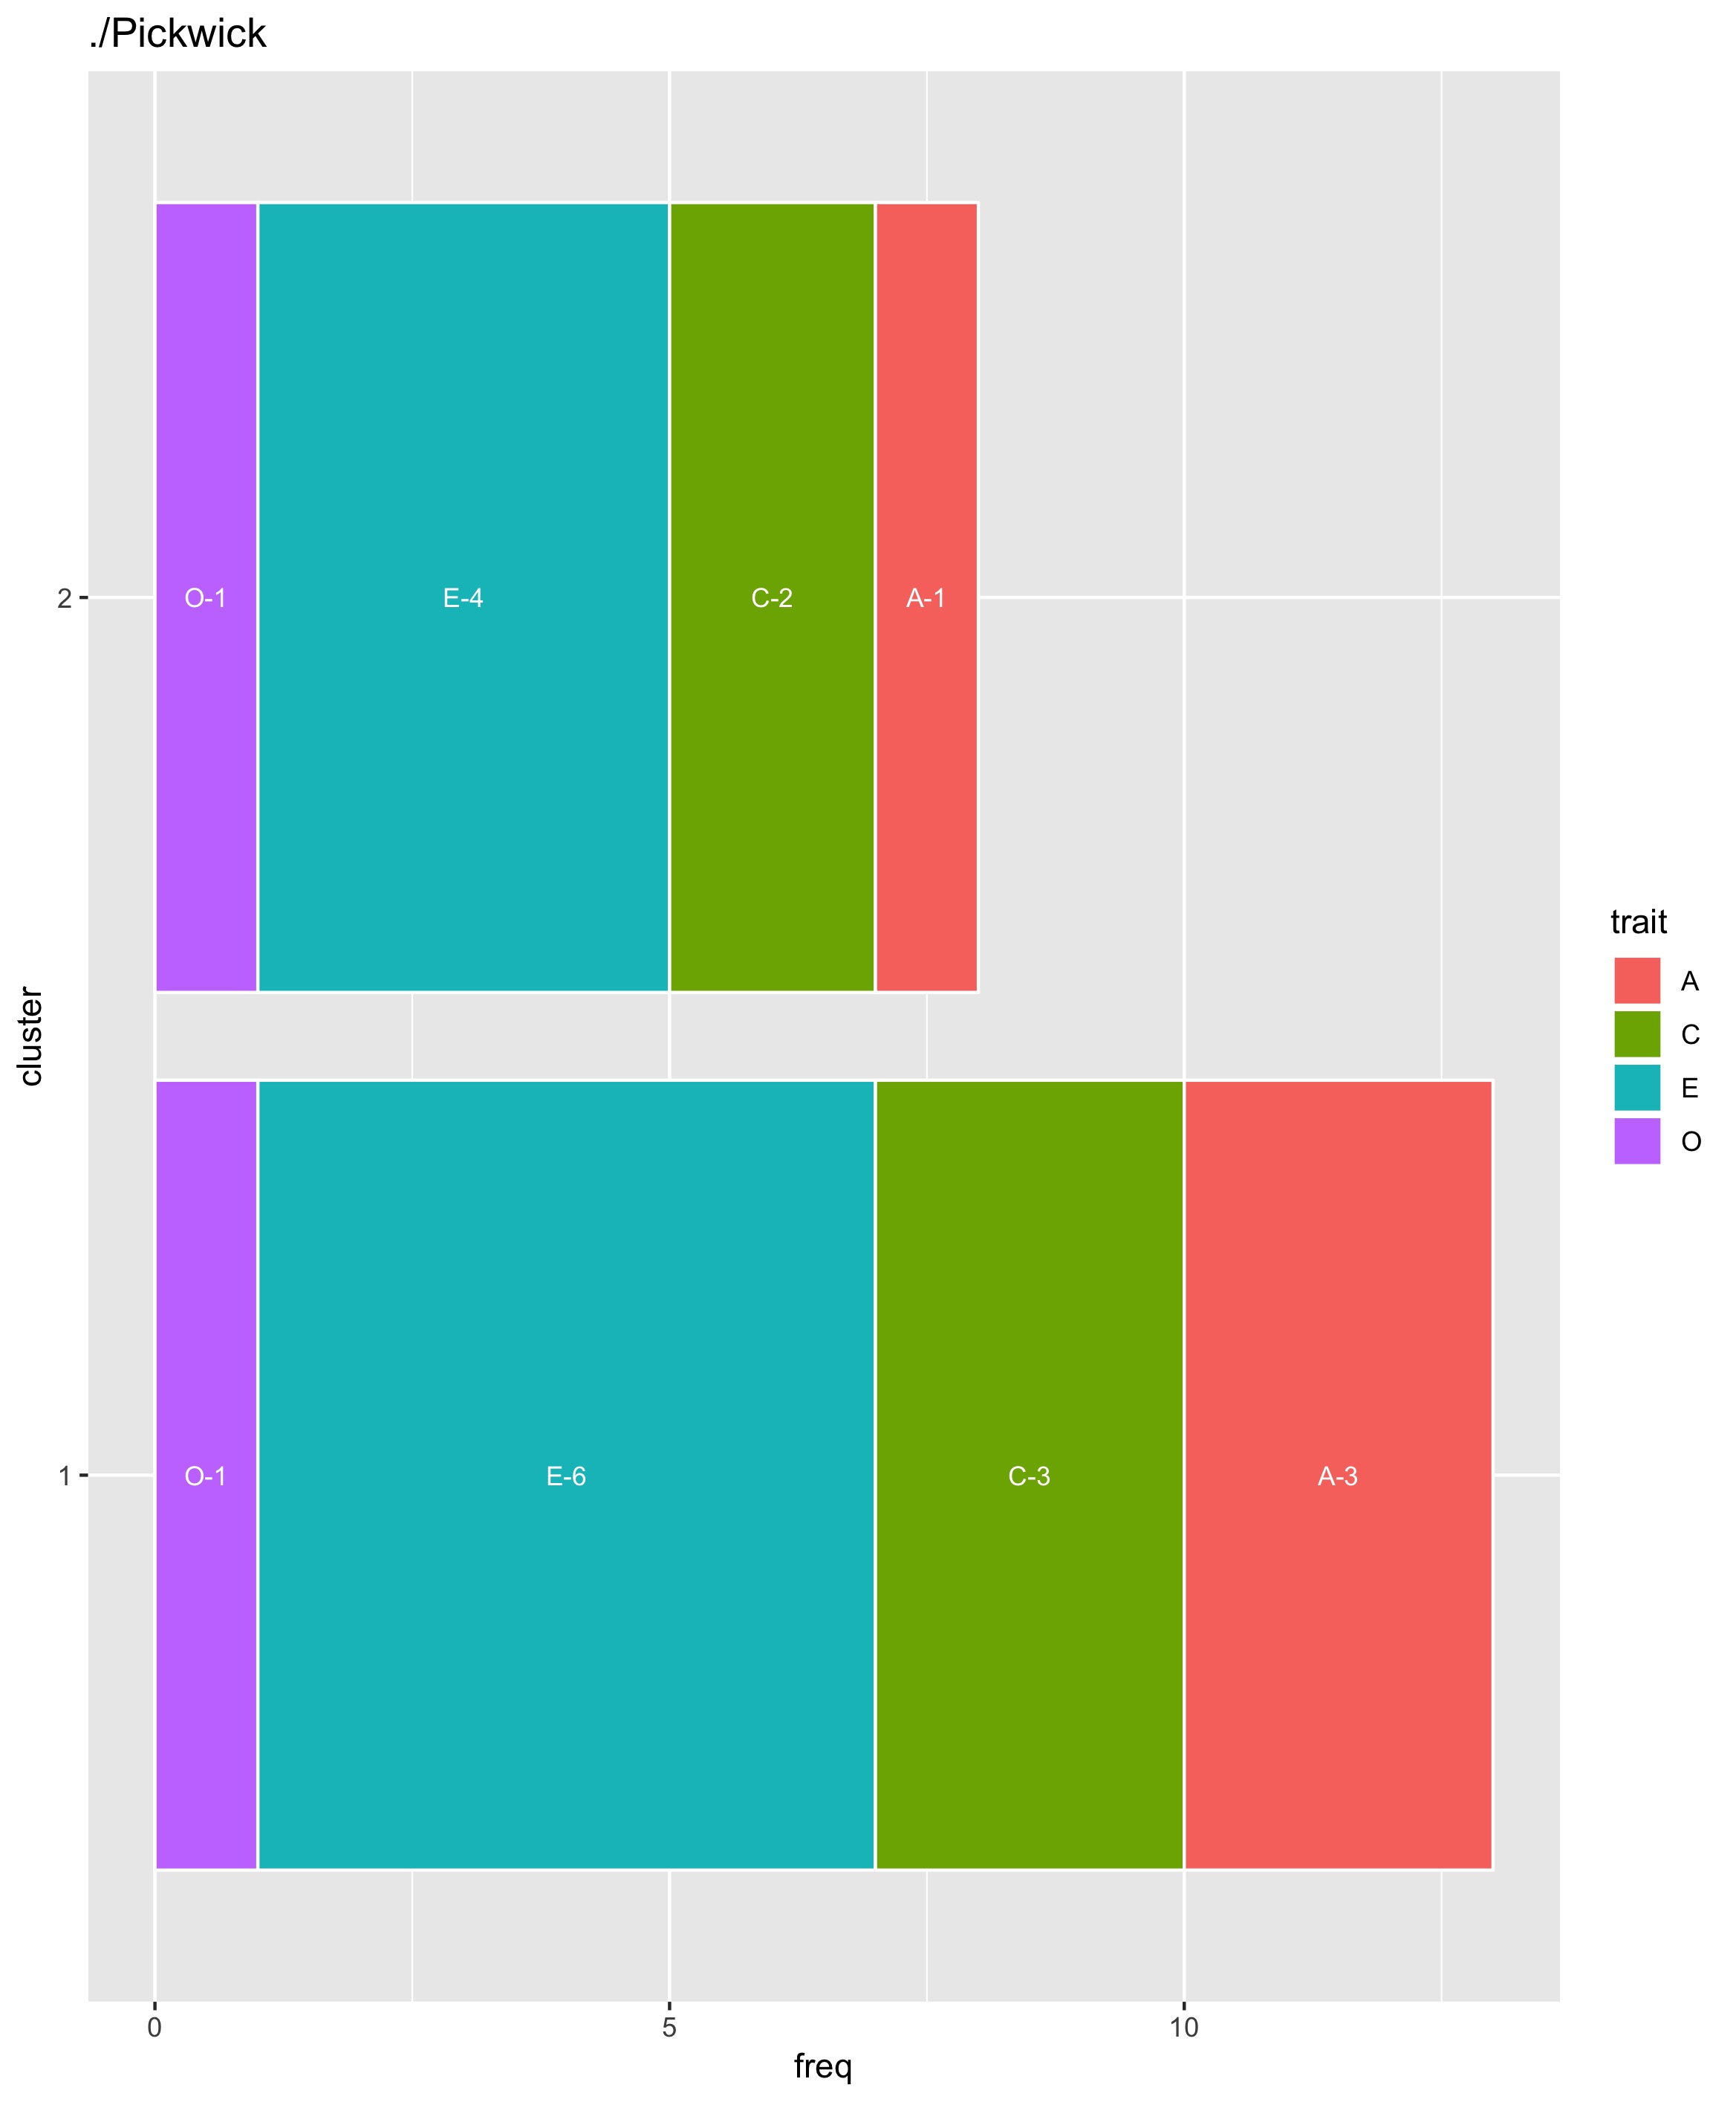 ./Pickwick
2
O-1
E-4
C-2
A-1
cluster
1
O-1
E-6
C-3
A-3
0
5
10
freq
trait
A
C
E
O